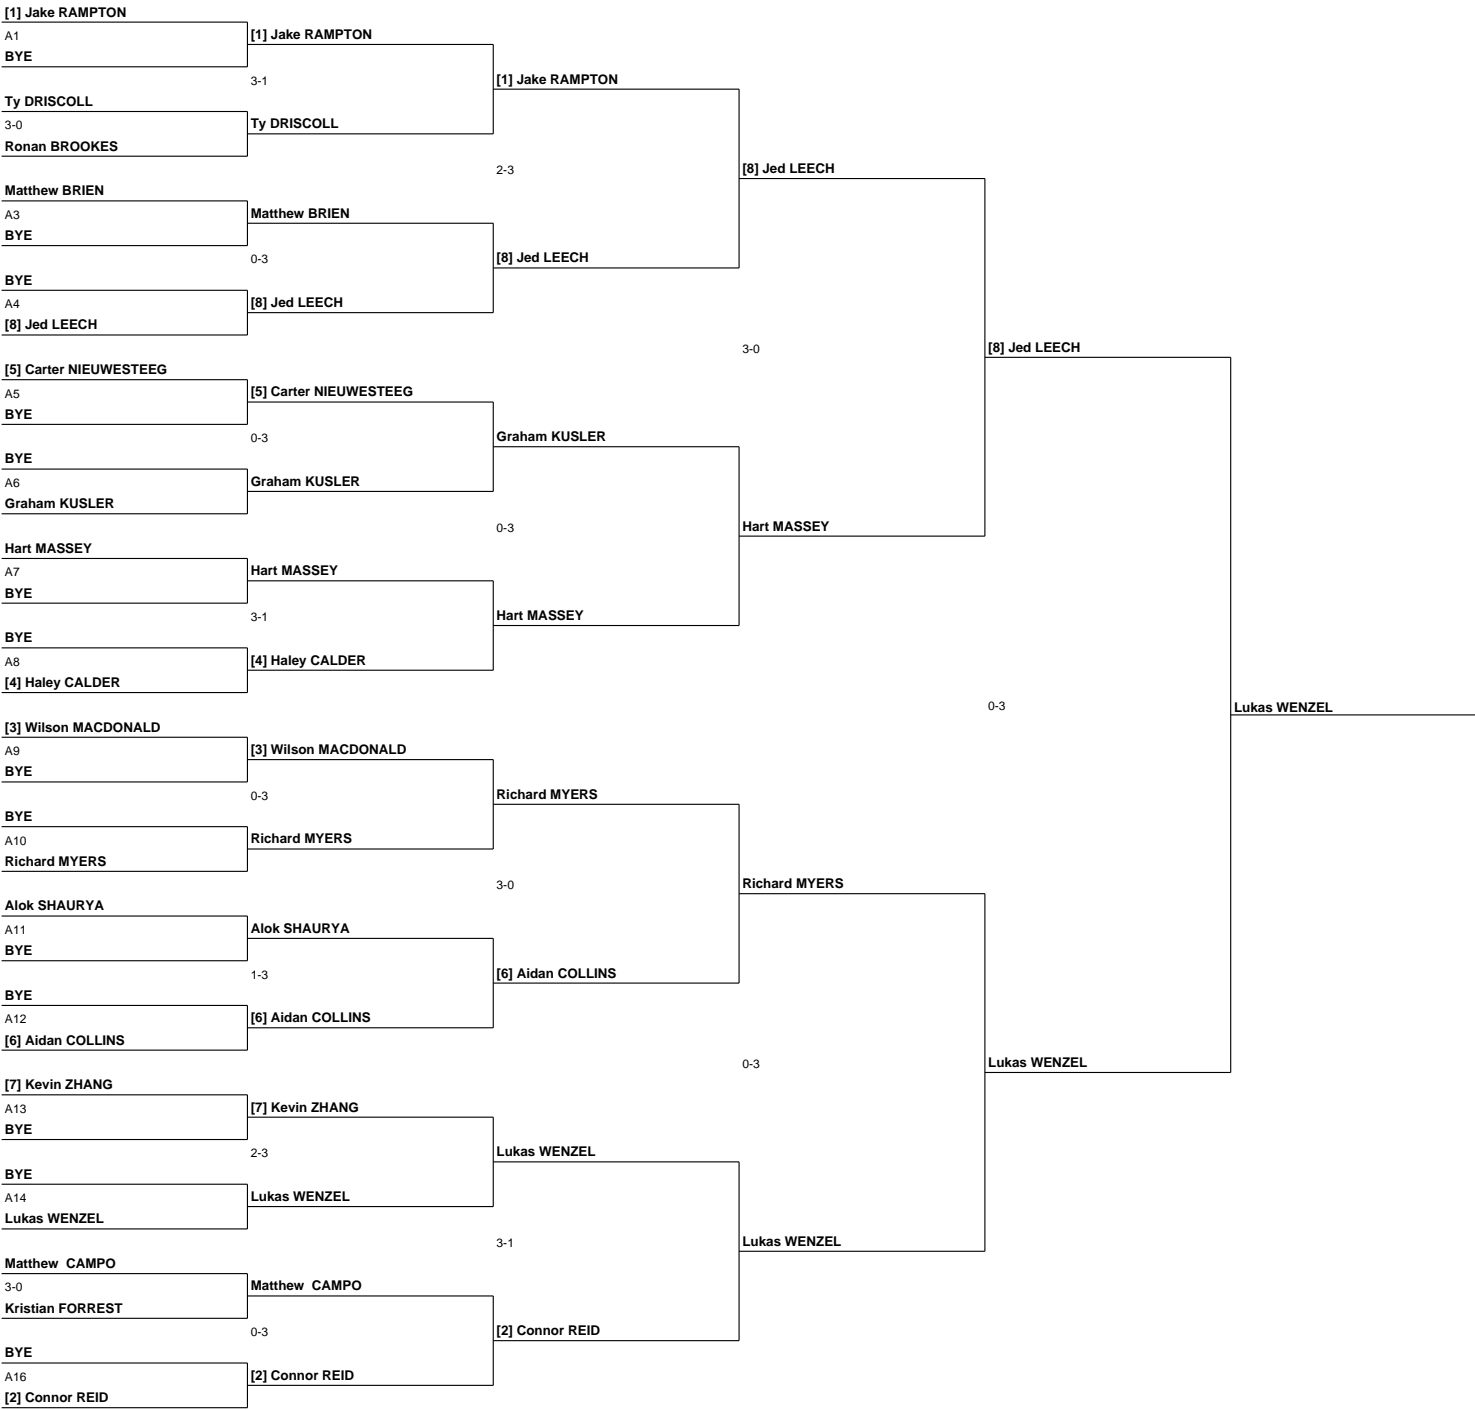 [1] Jake RAMPTON
A1
BYE
Ty DRISCOLL
3-0
Ronan BROOKES
Matthew BRIEN
A3
BYE
BYE
A4
[8] Jed LEECH
[5] Carter NIEUWESTEEG
A5
BYE
BYE
A6
Graham KUSLER
Hart MASSEY
A7
BYE
BYE
A8
[4] Haley CALDER
[3] Wilson MACDONALD
A9
BYE
BYE
A10
Richard MYERS
Alok SHAURYA
A11
BYE
BYE
A12
[6] Aidan COLLINS
[7] Kevin ZHANG
A13
BYE
BYE
A14
Lukas WENZEL
Matthew  CAMPO
3-0
Kristian FORREST
BYE
A16
[2] Connor REID
[1] Jake RAMPTON
3-1
Ty DRISCOLL
Matthew BRIEN
0-3
[8] Jed LEECH
[5] Carter NIEUWESTEEG
0-3
Graham KUSLER
Hart MASSEY
3-1
[4] Haley CALDER
[3] Wilson MACDONALD
0-3
Richard MYERS
Alok SHAURYA
1-3
[6] Aidan COLLINS
[7] Kevin ZHANG
2-3
Lukas WENZEL
Matthew  CAMPO
0-3
[2] Connor REID
[1] Jake RAMPTON
2-3
[8] Jed LEECH
Graham KUSLER
0-3
Hart MASSEY
Richard MYERS
3-0
[6] Aidan COLLINS
Lukas WENZEL
3-1
[2] Connor REID
[8] Jed LEECH
3-0
Hart MASSEY
Richard MYERS
0-3
Lukas WENZEL
[8] Jed LEECH
0-3
Lukas WENZEL
Lukas WENZEL